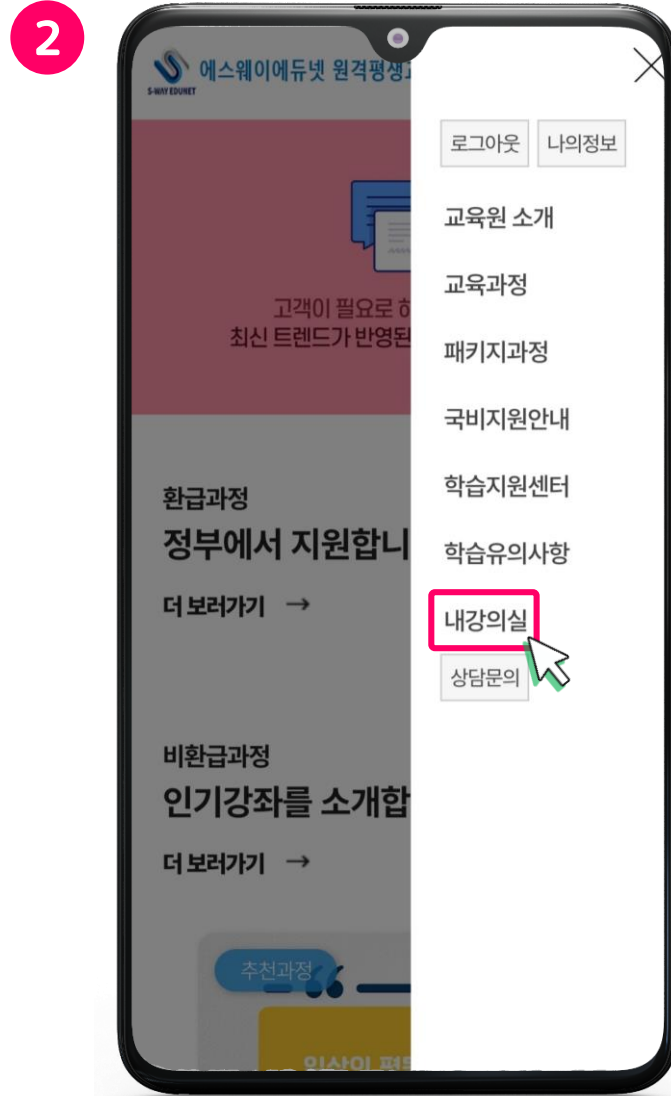 2
에스웨이에듀넷 원격평생
S-WAY EDUNET
로그아웃 나의정보
교육원 소개
교육과정
고객이 필요로 하
최신 트렌드가 반영된
패키지과정
국비지원안내
학습지원센터
환급과정
정부에서 지원합니
학습유의사항
더 보러가기 →
내강의실
상담문의
비환급과정
인기강좌를 소개합
더 보러가기 →
추천과정